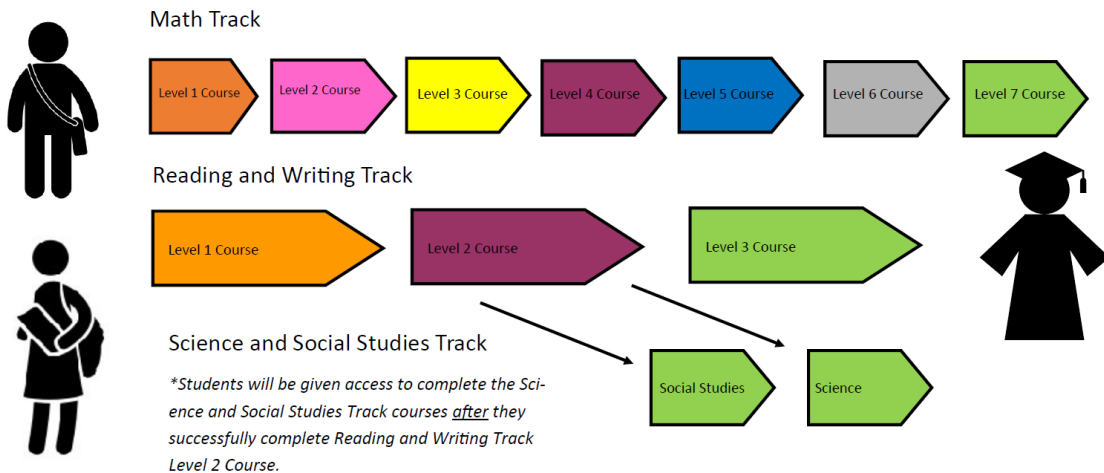 Math Track
Level 1 Course
Level 2 Course
Level 3 Course
Level 4 Course
Level 5 Course
Level 6 Course
Level 7 Course
Reading and Writing Track
Level 1 Course
Level 2 Course
Level 3 Course
Science and Social Studies Track
*Students will be given access to complete the Sci-
ence and Social Studies Track courses after they
successfully complete Reading and Writing Track
Level 2 Course.
Social Studies
Science